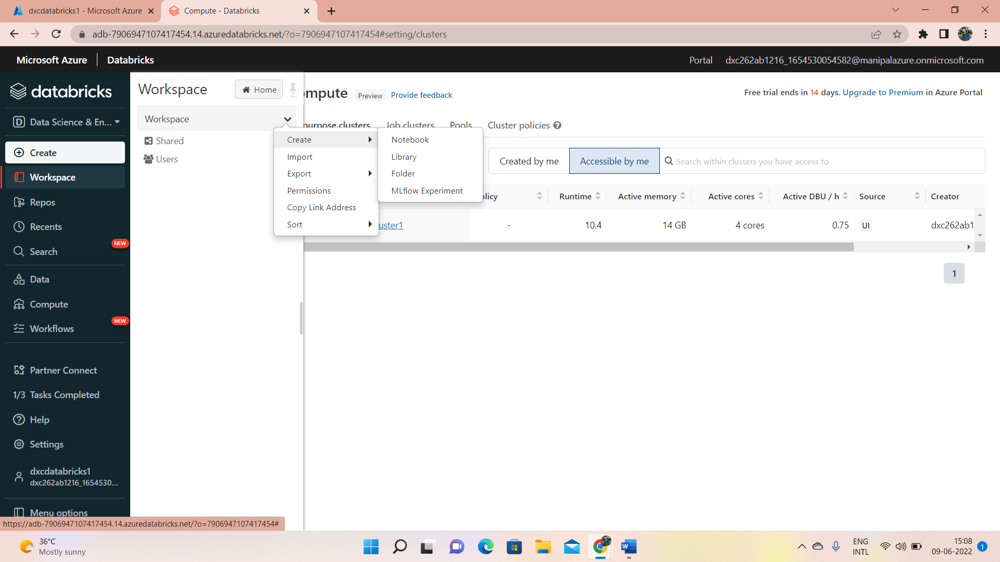 dxcdatabricks1 - Microsoft Azure
Compute - Databricks
adb-7906947107417454.14.azuredatabricks.net/?o=7906947107417454#setting/clusters
Microsoft Azure
Databricks
Portal
dxc262ab1216_1654530054582@manipalazure.onmicrosoft.com
databricks
D Data Science & En...
Create
Workspace
Repos
Recents
Search
NEW
Data
Compute
Workflows
NEW
Partner Connect
1/3 Tasks Completed
Help
Settings
dxcdatabricks1
dxc262ab1216_1654530...
Menu options
https://adb-7906947107417454.14.azuredatabricks.net/?o=7906947107417454#
Workspace
Home
Workspace
Shared
Users
Create
Import
Export
Permissions
Copy Link Address
Sort
Notebook
Library
Folder
MLflow Experiment
ompute
Preview
Provide feedback
Free trial ends in 14 days. Upgrade to Premium in Azure Portal
purpose clusters
Job clusters
Pools
Cluster policies
Created by me
Accessible by me
Search within clusters you have access to
olicy
Runtime
Active memory
Active cores
Active DBU / h
Source
Creator
uster1
-
10.4
14 GB
4 cores
0.75
UI
dxc262ab1
1
36°C
Mostly sunny
ENG
INTL
15:08
09-06-2022
1